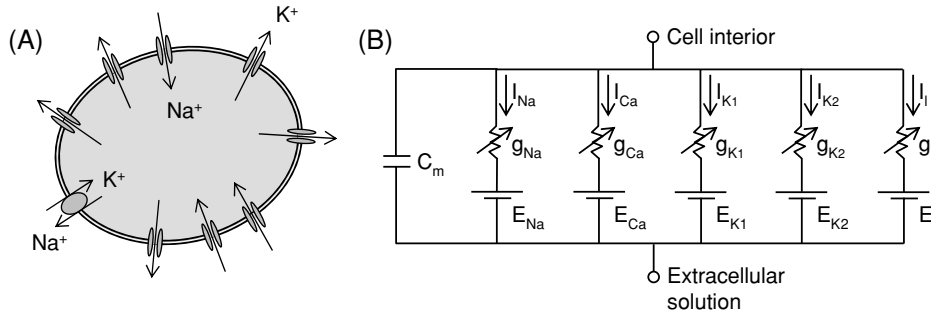 (A)
K⁺
Na⁺
K⁺
Na⁺
(B)
Cell interior
I_Na I_Ca I_K1 I_K2 I_l
C_m g_Na g_Ca g_K1 g_K2 g
E_Na E_Ca E_K1 E_K2 E
Extracellular
solution